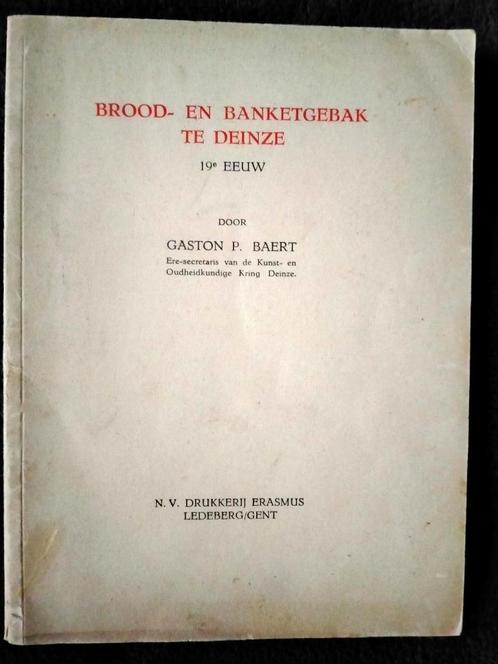 BROOD- EN BANKETGEBAK
TE DEINZE
19e EEUW
DOOR
GASTON P. BAERT
Ere-secretaris van de Kunst- en
Oudheidkundige Kring Deinze.
N. V. DRUKKERIJ ERASMUS
LEDEBERG/GENT